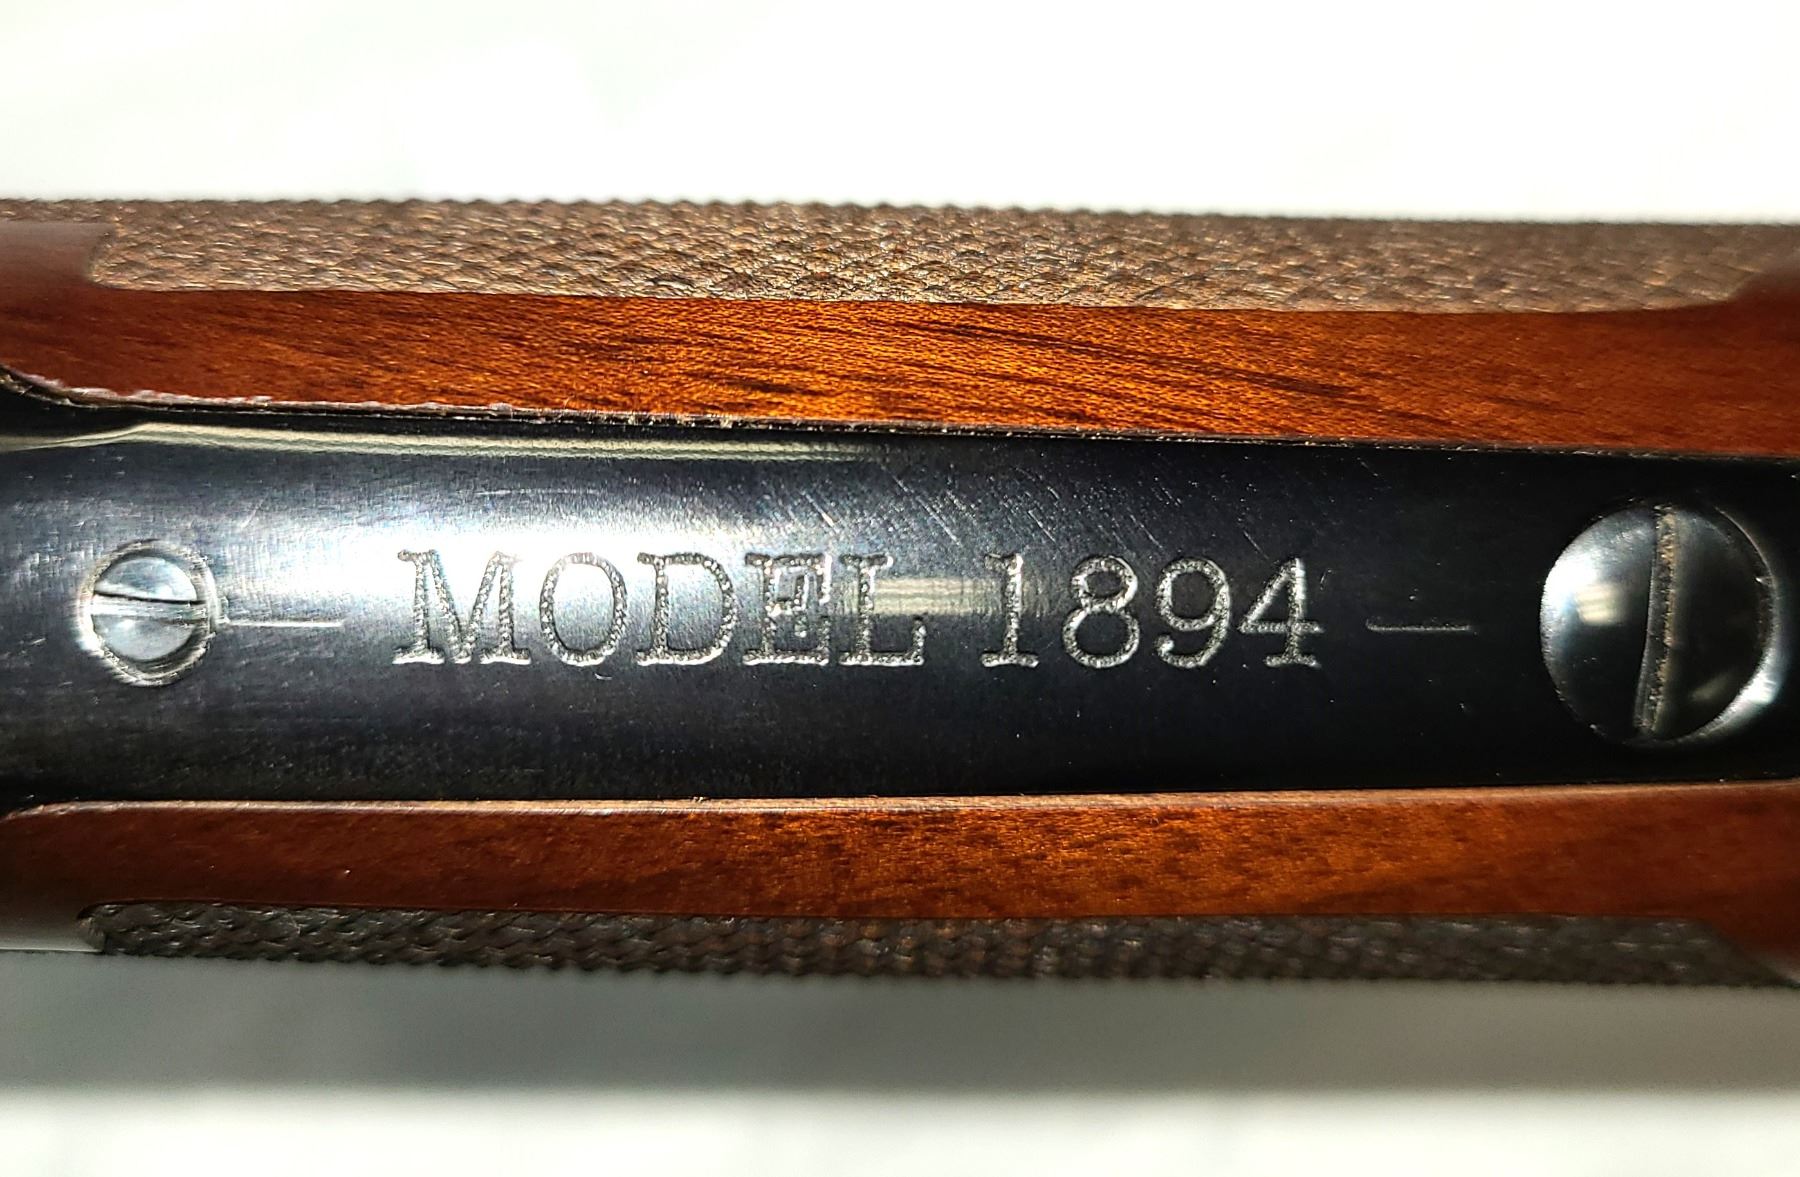 — MODEL 1894 —